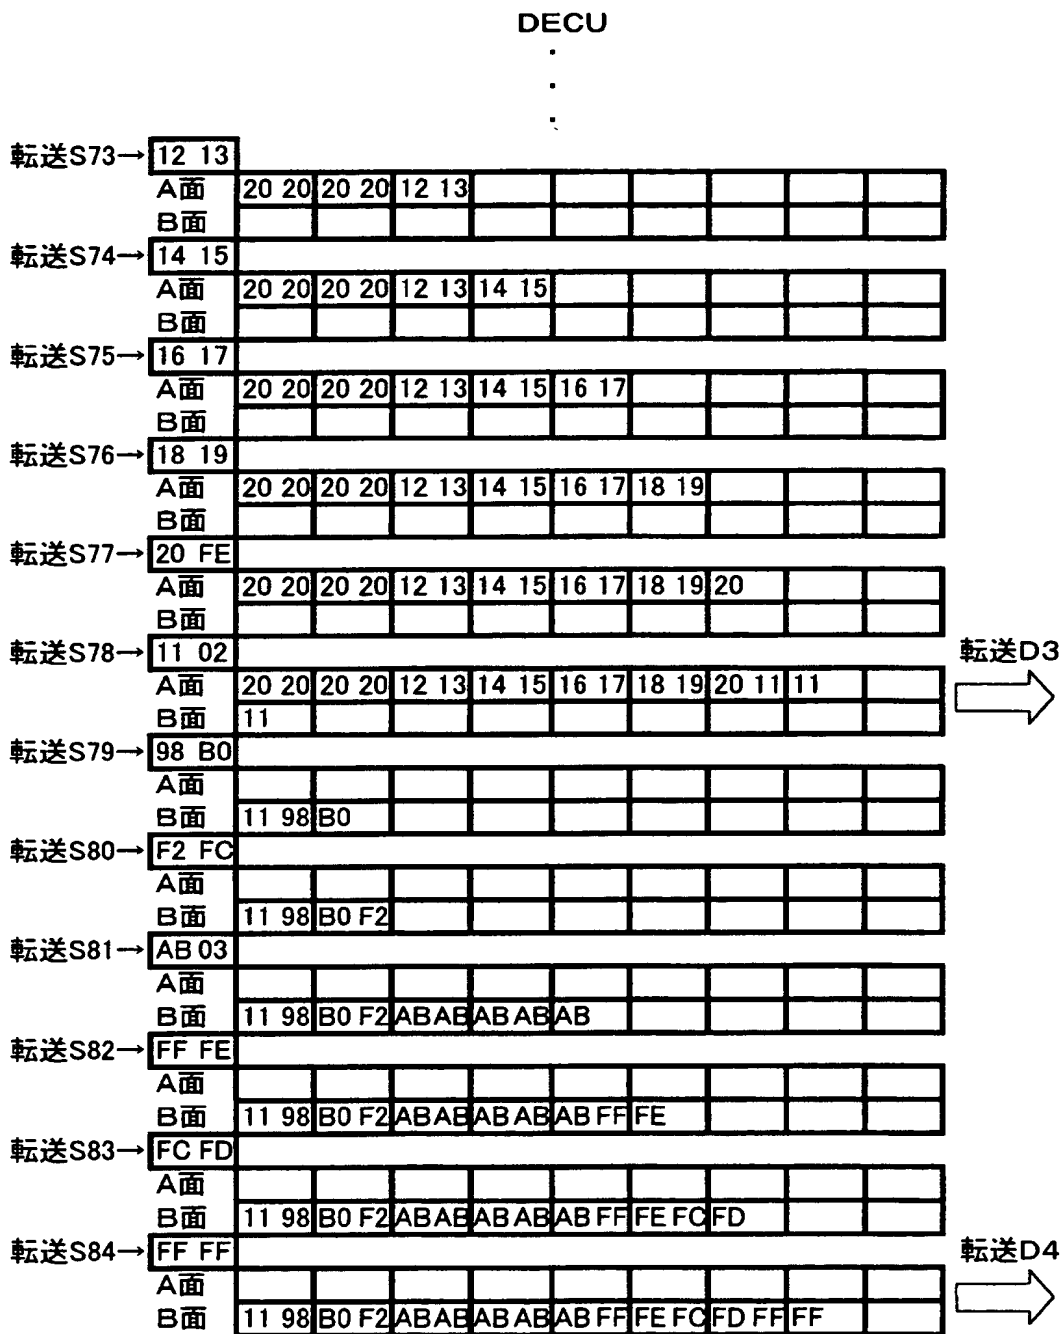 DECU
転送S73→ 12 13
A面 20 20 20 20 12 13
B面
転送S74→ 14 15
A面 20 20 20 20 12 13 14 15
B面
転送S75→ 16 17
A面 20 20 20 20 12 13 14 15 16 17
B面
転送S76→ 18 19
A面 20 20 20 20 12 13 14 15 16 17 18 19
B面
転送S77→ 20 FE
A面 20 20 20 20 12 13 14 15 16 17 18 19 20
B面
転送S78→ 11 02 転送D3
A面 20 20 20 20 12 13 14 15 16 17 18 19 20 11 11
B面 11
転送S79→ 98 B0
A面
B面 11 98 B0
転送S80→ F2 FC
A面
B面 11 98 B0 F2
転送S81→ AB 03
A面
B面 11 98 B0 F2 AB AB AB AB AB
転送S82→ FF FE
A面
B面 11 98 B0 F2 AB AB AB AB AB FF FE
転送S83→ FC FD
A面
B面 11 98 B0 F2 AB AB AB AB AB FF FE FC FD
転送S84→ FF FF 転送D4
A面
B面 11 98 B0 F2 AB AB AB AB AB FF FE FC FD FF FF